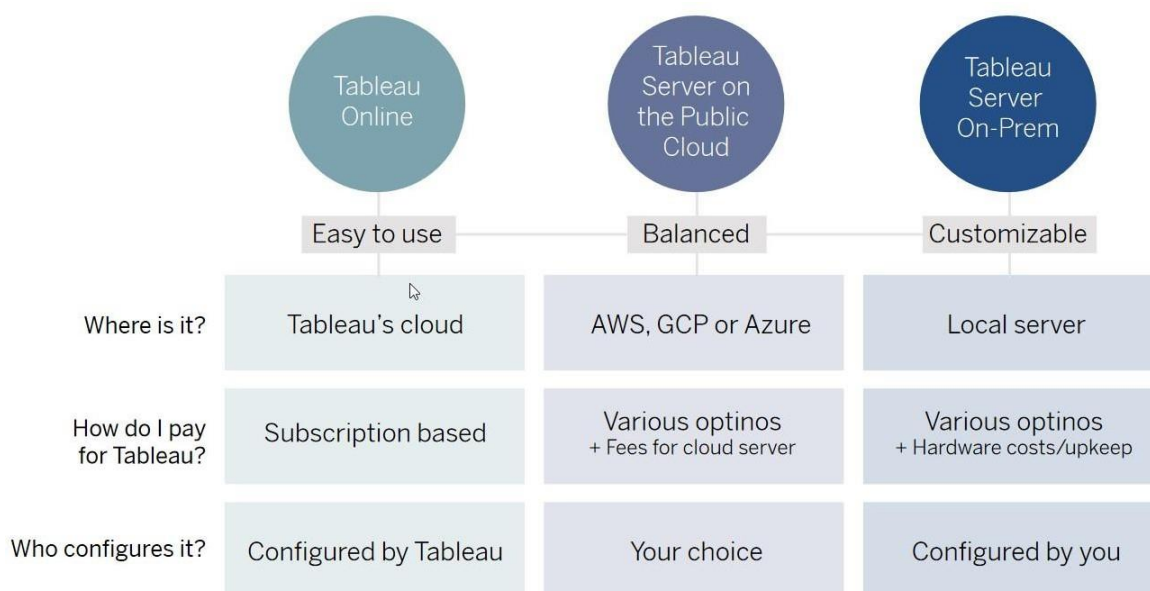 Tableau
Online
Tableau
Server on
the Public
Cloud
Tableau
Server
On-Prem
Easy to use
Balanced
Customizable
Where is it?
Tableau's cloud
AWS, GCP or Azure
Local server
How do I pay
for Tableau?
Subscription based
Various optinos
+ Fees for cloud server
Various optinos
+ Hardware costs/upkeep
Who configures it?
Configured by Tableau
Your choice
Configured by you